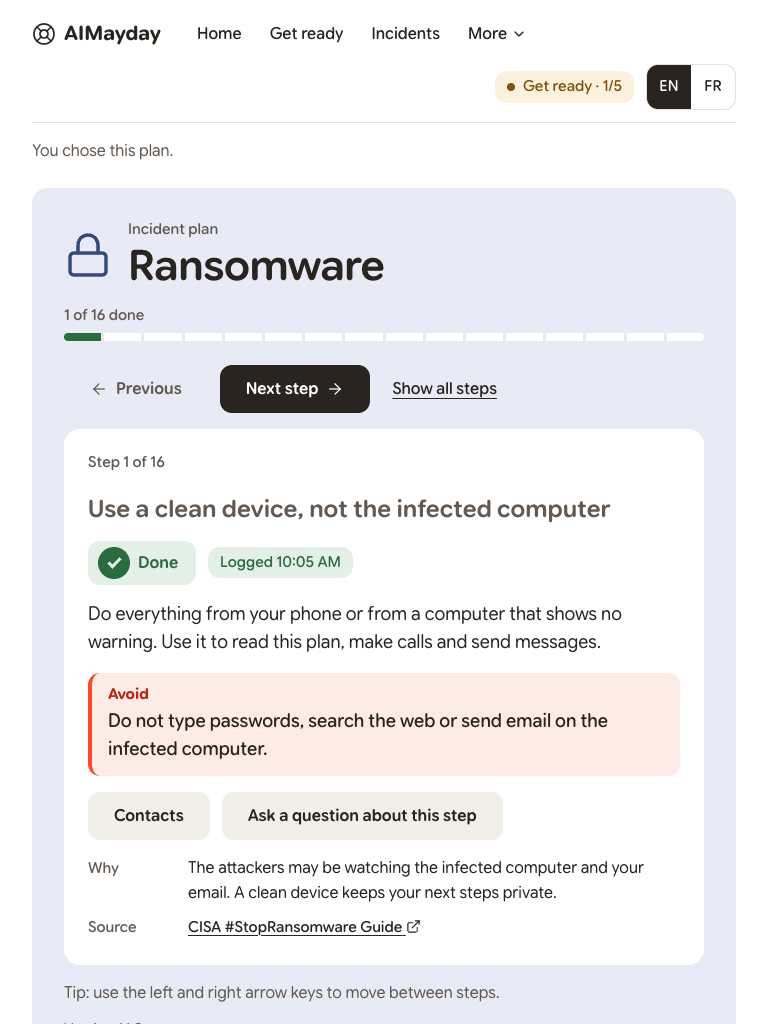 AIMayday
Home
Get ready
Incidents
More
Get ready · 1/5
EN
FR
You chose this plan.
Incident plan
Ransomware
1 of 16 done
Previous
Next step
Show all steps
Step 1 of 16
Use a clean device, not the infected computer
Done
Logged 10:05 AM
Do everything from your phone or from a computer that shows no
warning. Use it to read this plan, make calls and send messages.
Avoid
Do not type passwords, search the web or send email on the
infected computer.
Contacts
Ask a question about this step
Why
The attackers may be watching the infected computer and your
email. A clean device keeps your next steps private.
Source
CISA #StopRansomware Guide
Tip: use the left and right arrow keys to move between steps.